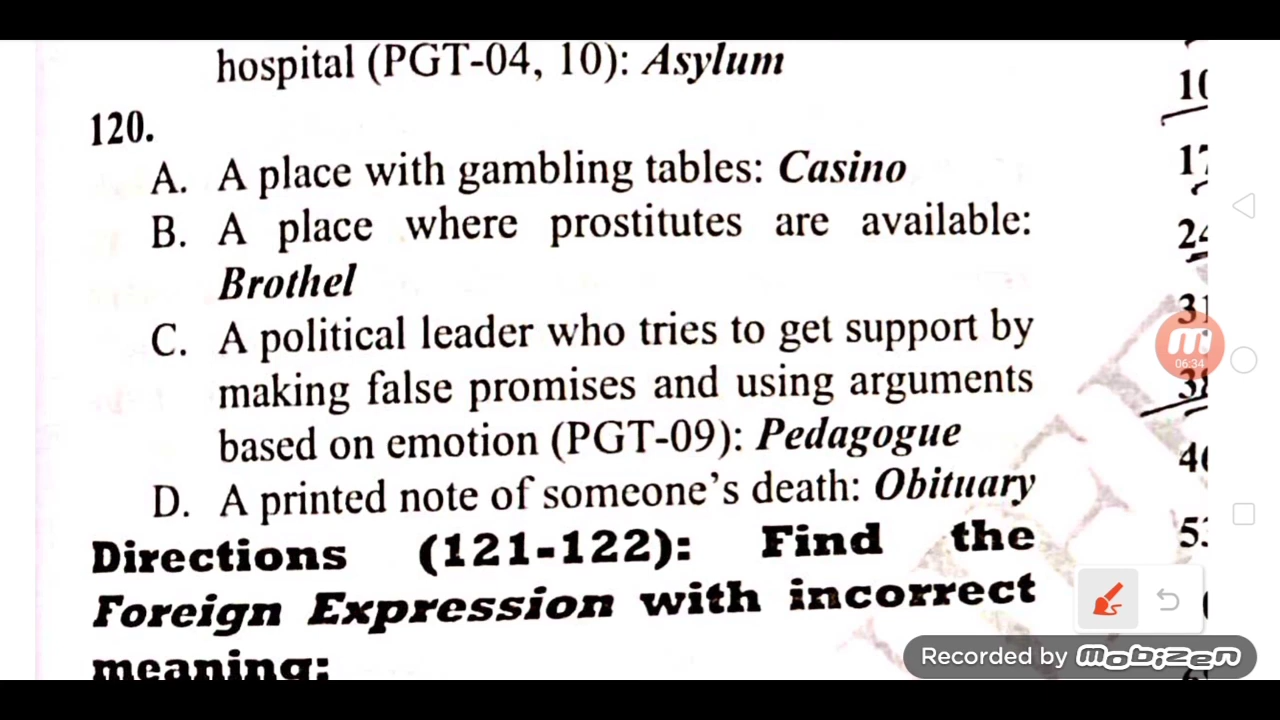 hospital (PGT-04, 10): Asylum
120.
A. A place with gambling tables: Casino
B. A place where prostitutes are available:
Brothel
C. A political leader who tries to get support by
making false promises and using arguments
based on emotion (PGT-09): Pedagogue
D. A printed note of someone's death: Obituary
Directions (121-122): Find the
Foreign Expression with incorrect
meaning:
06:34
Recorded by Mobizen